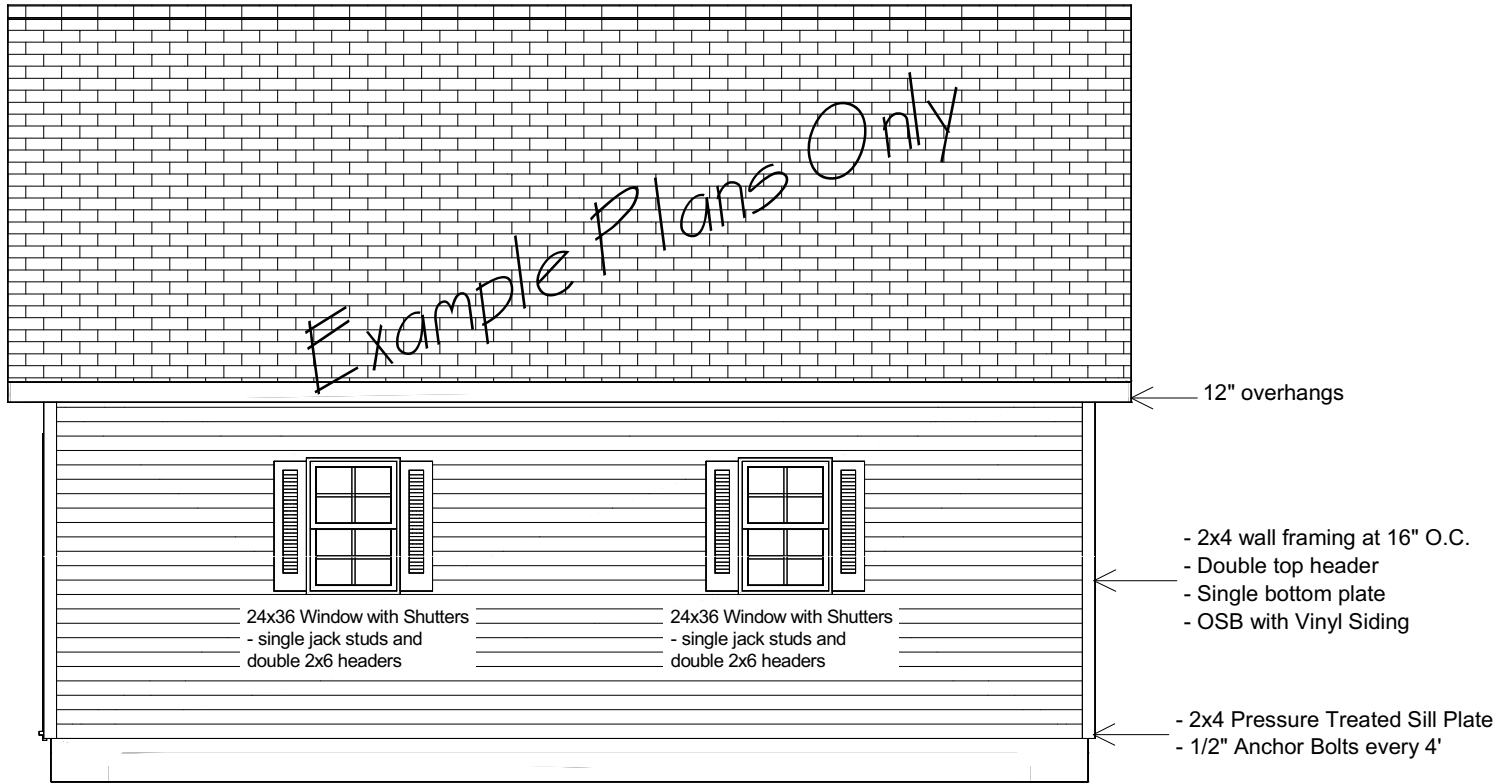 Example Plans Only
12" overhangs
- 2x4 wall framing at 16" O.C.
- Double top header
- Single bottom plate
- OSB with Vinyl Siding
24x36 Window with Shutters
- single jack studs and
double 2x6 headers
24x36 Window with Shutters
- single jack studs and
double 2x6 headers
- 2x4 Pressure Treated Sill Plate
- 1/2" Anchor Bolts every 4'